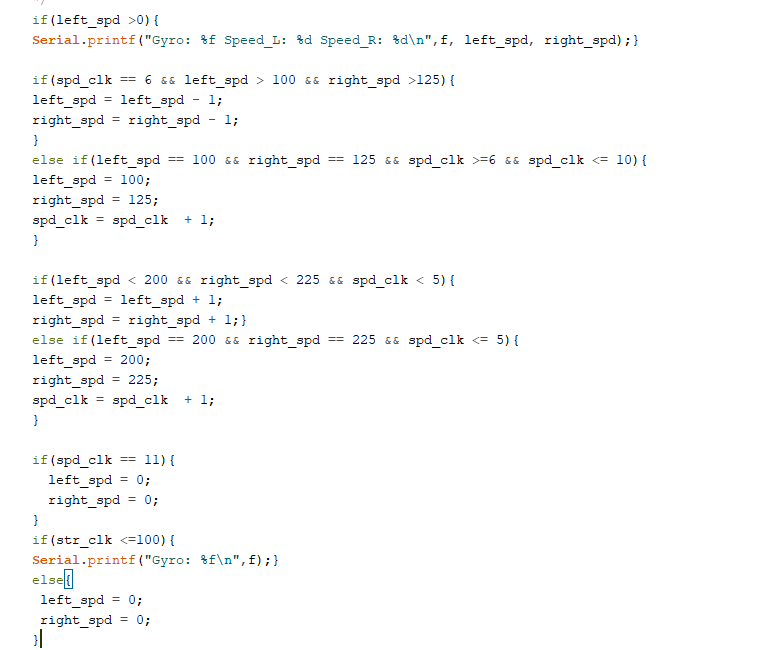 */
if(left_spd >0){
Serial.printf("Gyro: %f Speed_L: %d Speed_R: %d\n",f, left_spd, right_spd);}
if(spd_clk == 6 && left_spd > 100 && right_spd >125){
left_spd = left_spd - 1;
right_spd = right_spd - 1;
}
else if(left_spd == 100 && right_spd == 125 && spd_clk >=6 && spd_clk <= 10){
left_spd = 100;
right_spd = 125;
spd_clk = spd_clk  + 1;
}
if(left_spd < 200 && right_spd < 225 && spd_clk < 5){
left_spd = left_spd + 1;
right_spd = right_spd + 1;}
else if(left_spd == 200 && right_spd == 225 && spd_clk <= 5){
left_spd = 200;
right_spd = 225;
spd_clk = spd_clk  + 1;
}
if(spd_clk == 11){
  left_spd = 0;
  right_spd = 0;
}
if(str_clk <=100){
Serial.printf("Gyro: %f\n",f);}
else{
 left_spd = 0;
 right_spd = 0;
}